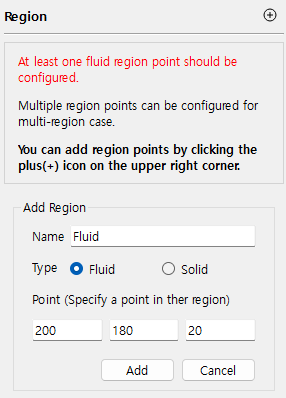 Region
At least one fluid region point should be
configured.
Multiple region points can be configured for
multi-region case.
You can add region points by clicking the
plus(+) icon on the upper right corner.
Add Region
Name Fluid
Type Fluid Solid
Point (Specify a point in ther region)
200 180 20
Add Cancel